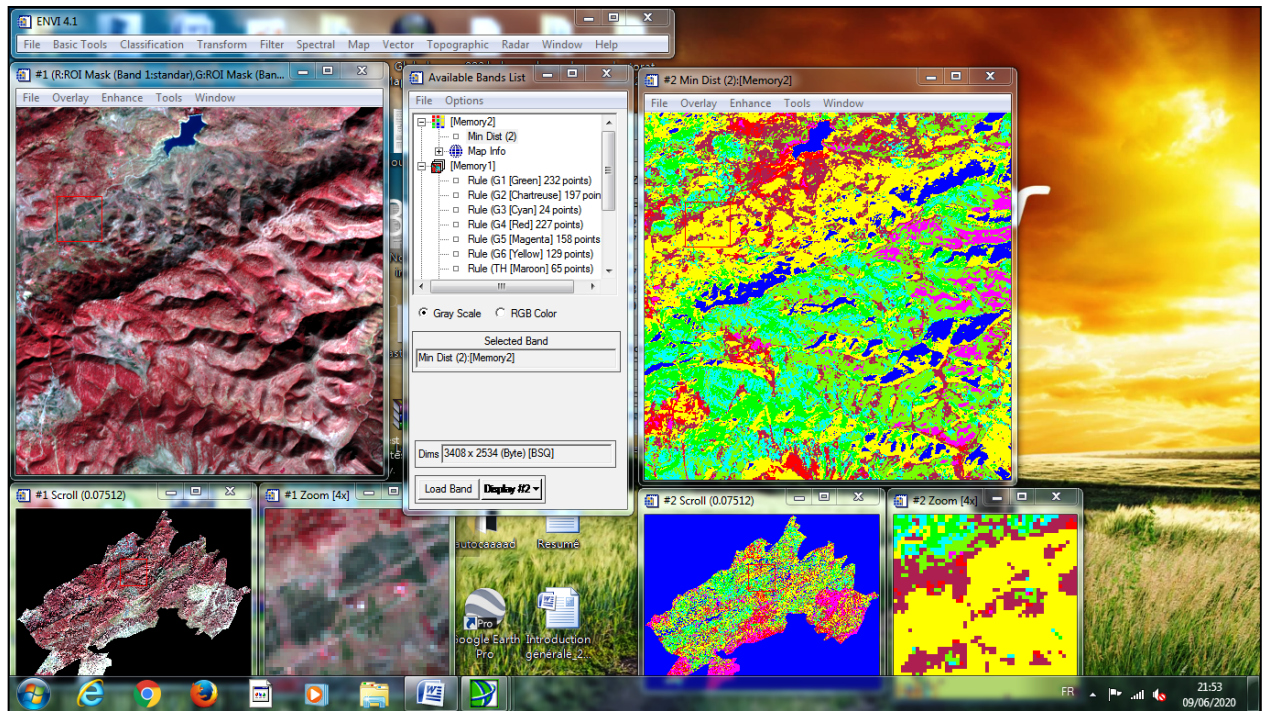 ENVI 4.1
File Basic Tools Classification Transform Filter Spectral Map Vector Topographic Radar Window Help
#1 (R:ROI Mask (Band 1:standar),G:ROI Mask (Ban...
File Overlay Enhance Tools Window
Available Bands List
File Options
[Memory2]
Min Dist (2)
Map Info
[Memory1]
Rule (G1 [Green] 232 points)
Rule (G2 [Chartreuse] 197 poin
Rule (G3 [Cyan] 24 points)
Rule (G4 [Red] 227 points)
Rule (G5 [Magenta] 158 points
Rule (G6 [Yellow] 129 points)
Rule (TH [Maroon] 65 points)
Gray Scale RGB Color
Selected Band
Min Dist (2):[Memory2]
Dims 3408 x 2534 (Byte) [BSQ]
Load Band Display #2
#2 Min Dist (2):[Memory2]
File Overlay Enhance Tools Window
#1 Scroll (0.07512)
#1 Zoom [4x]
#2 Scroll (0.07512)
#2 Zoom [4x]
autocaaaad Resumé
Pro
Google Earth Pro
Introduction générale_2...
FR
21:53
09/06/2020